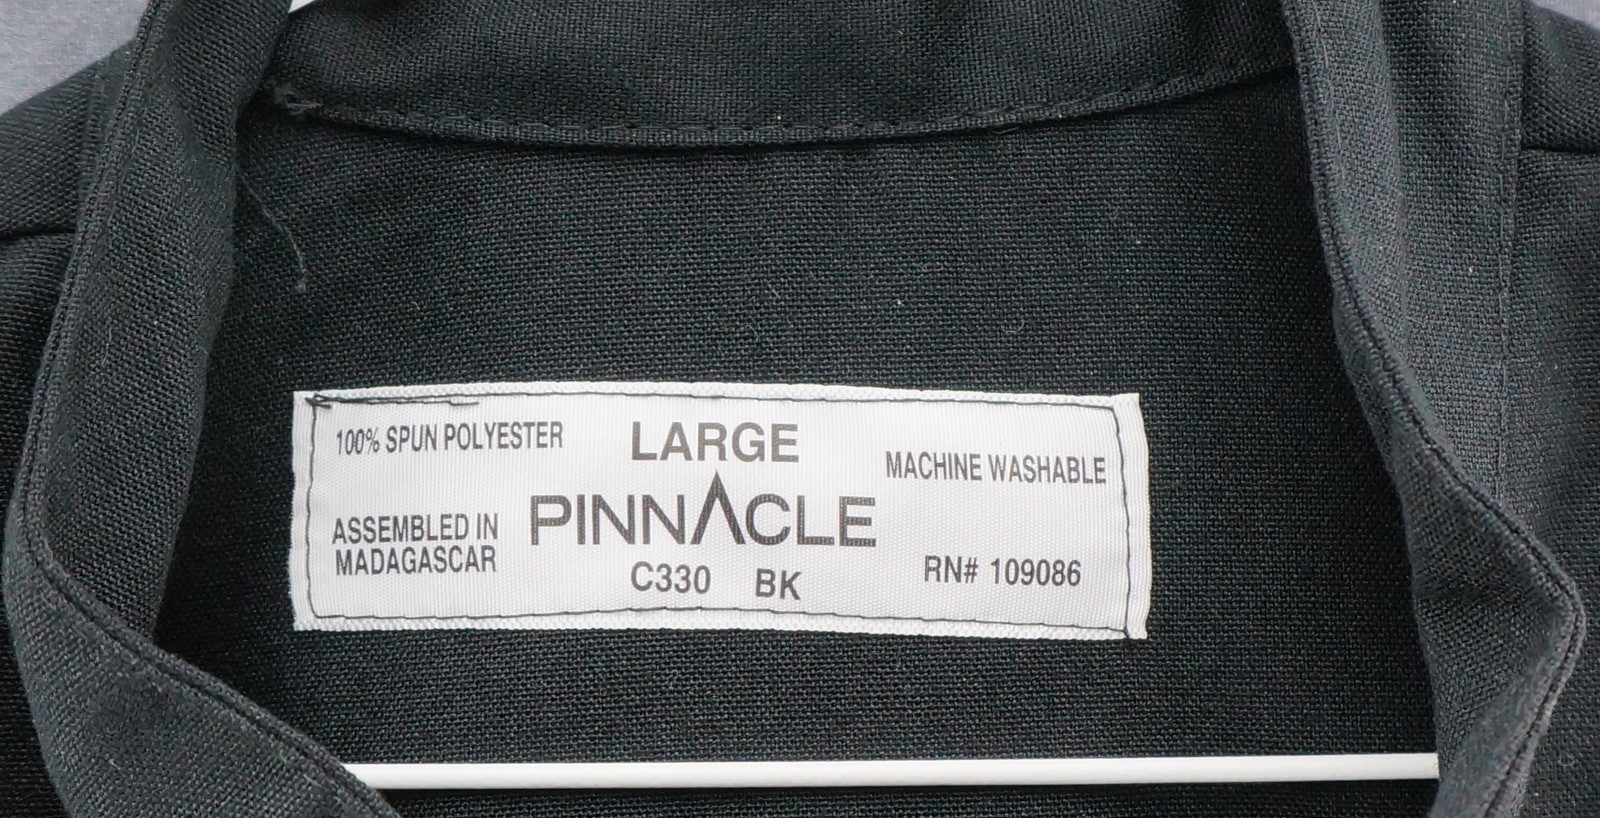 100% SPUN POLYESTER
LARGE
MACHINE WASHABLE
PINNACLE
ASSEMBLED IN
MADAGASCAR
C330 BK
RN# 109086